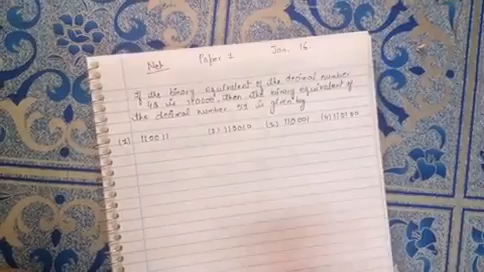 Net Paper 1 Jan, 16
If the binary equivalent of the decimal number
48 is 110000, then the binary equivalent of
the decimal number 51 is given by
(1) 110011 (2) 110010 (3) 110001 (4) 110100